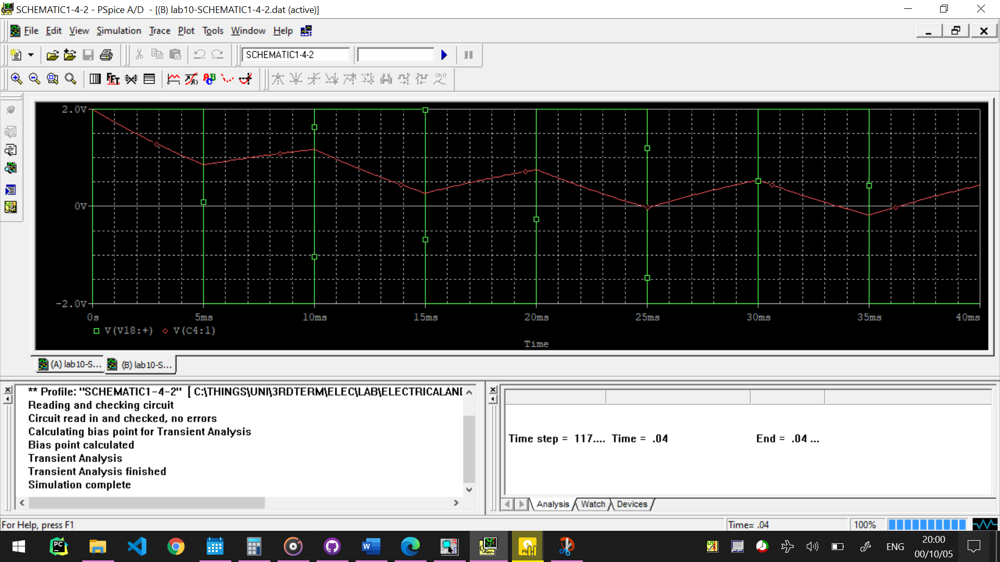 SCHEMATIC1-4-2 - PSpice A/D - [(B) lab10-SCHEMATIC1-4-2.dat (active)]
File Edit View Simulation Trace Plot Tools Window Help
SCHEMATIC1-4-2
2.0V
0V
-2.0V
0s 5ms 10ms 15ms 20ms 25ms 30ms 35ms 40ms
V(V18:+) V(C4:1)
Time
(A) lab10-S... (B) lab10-S...
** Profile: "SCHEMATIC1-4-2" [ C:\THINGS\UNI\3RDTERM\ELEC\LAB\ELECTRICALAND
Reading and checking circuit
Circuit read in and checked, no errors
Calculating bias point for Transient Analysis
Bias point calculated
Transient Analysis
Transient Analysis finished
Simulation complete
Time step = 117.... Time = .04 End = .04 ...
Analysis Watch Devices
For Help, press F1
Time= .04 100%
ENG
20:00
00/10/05